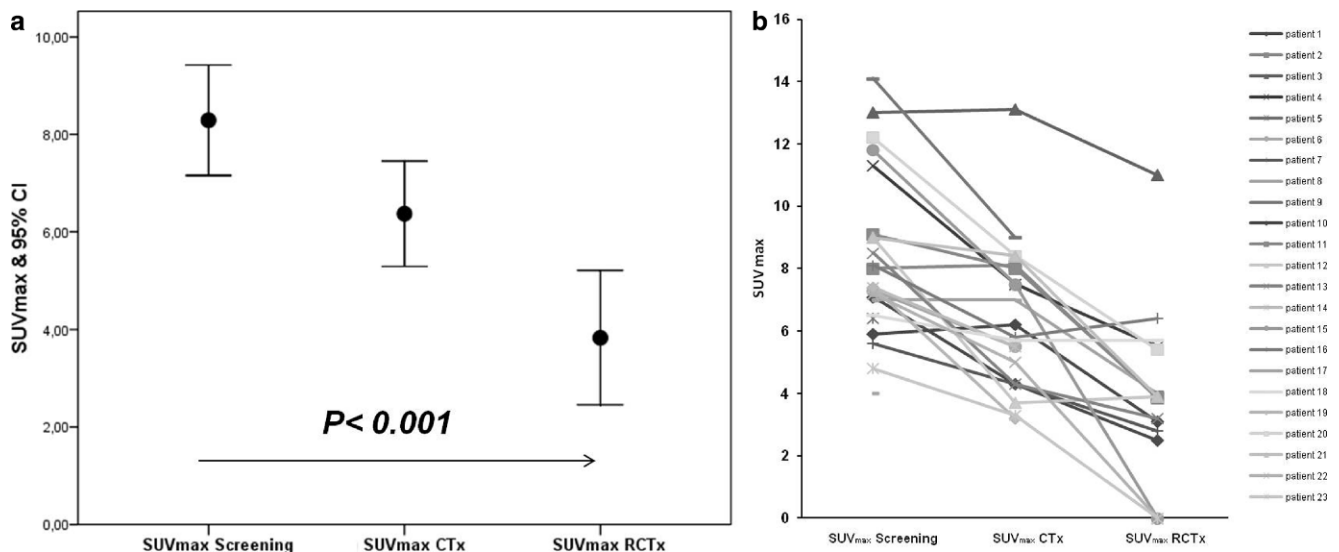 a
10,00
8,00
6,00
4,00
2,00
0,00
SUVmax & 95% CI
P< 0.001
SUVmax Screening
SUVmax CTx
SUVmax RCTx
b
16
14
12
10
8
6
4
2
0
SUVmax
SUVmax Screening
SUVmax CTx
SUVmax RCTx
patient 1
patient 2
patient 3
patient 4
patient 5
patient 6
patient 7
patient 8
patient 9
patient 10
patient 11
patient 12
patient 13
patient 14
patient 15
patient 16
patient 17
patient 18
patient 19
patient 20
patient 21
patient 22
patient 23